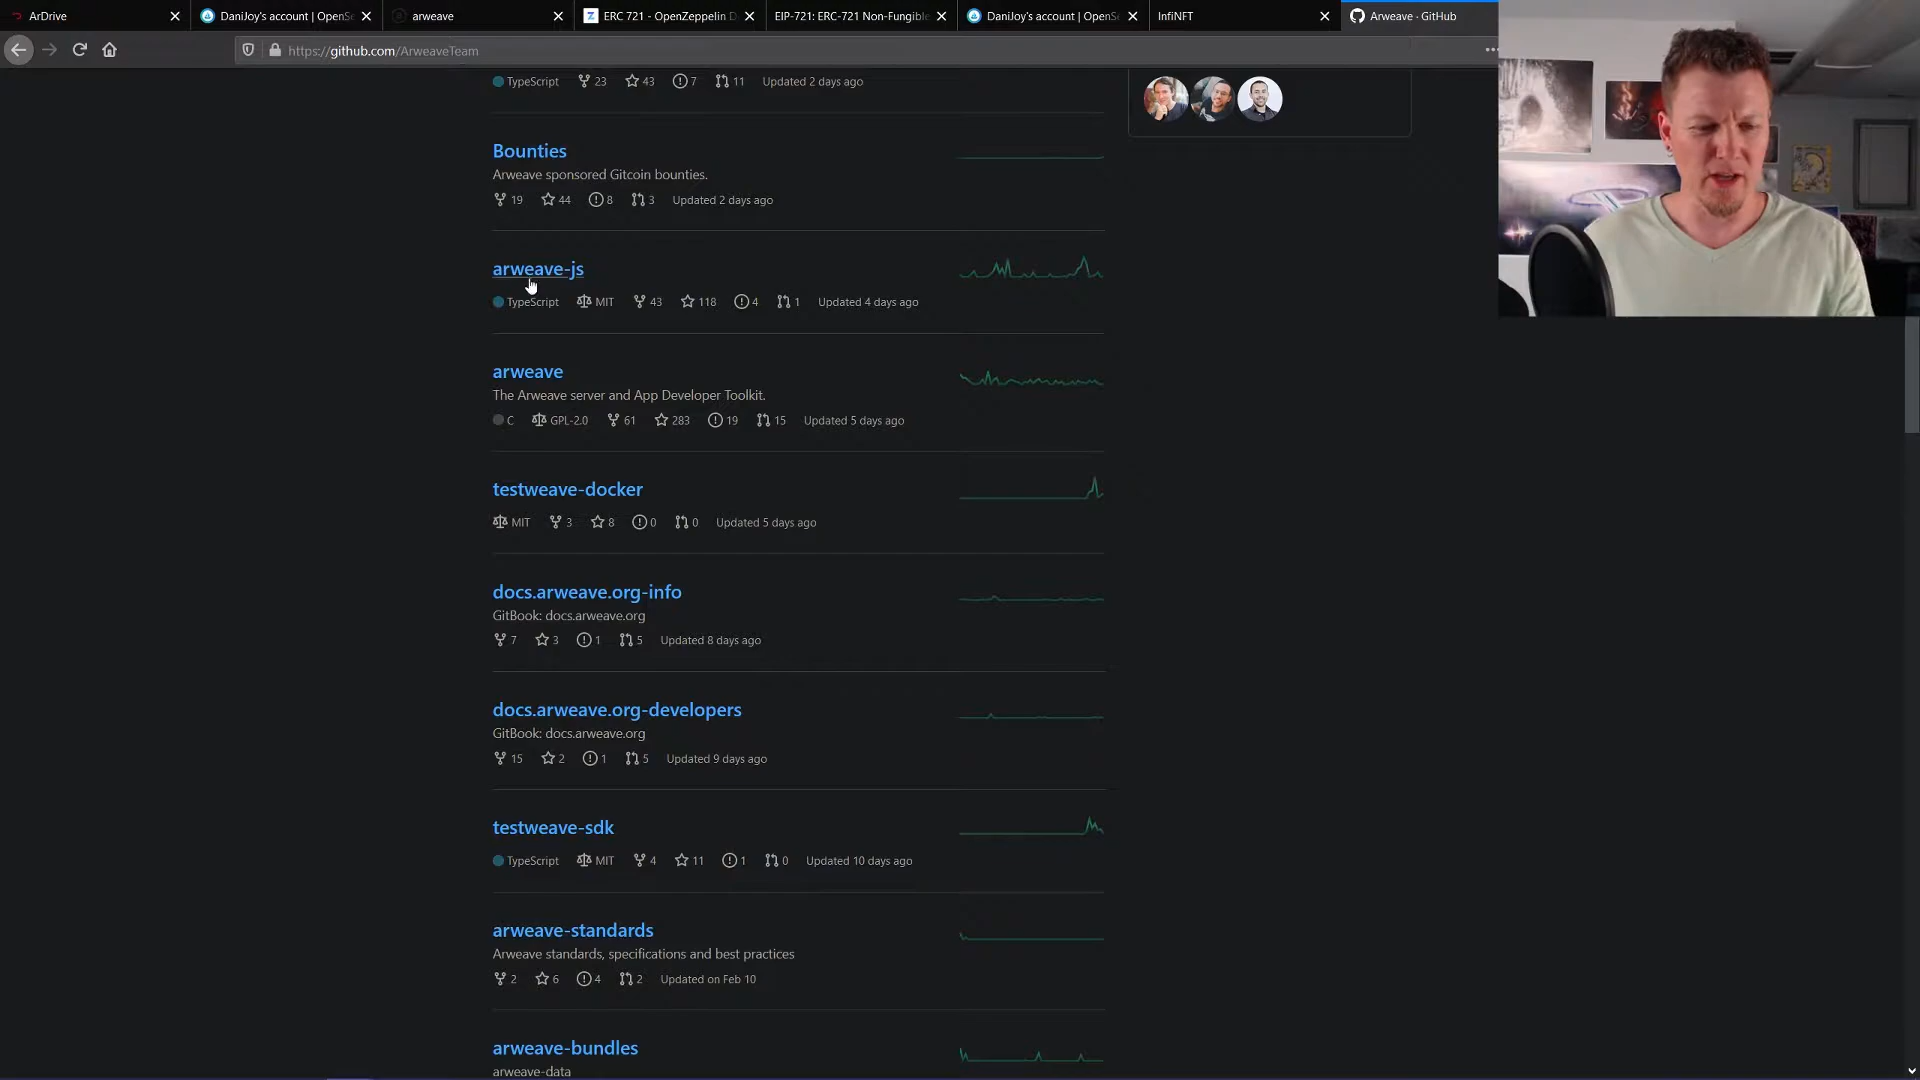 ArDrive
DaniJoy's account | OpenSe
arweave
ERC 721 - OpenZeppelin D
EIP-721: ERC-721 Non-Fungible
DaniJoy's account | OpenSe
InfiNFT
Arweave · GitHub
https://github.com/ArweaveTeam
TypeScript 23 43 7 11 Updated 2 days ago
Bounties
Arweave sponsored Gitcoin bounties.
19 44 8 3 Updated 2 days ago
arweave-js
TypeScript MIT 43 118 4 1 Updated 4 days ago
arweave
The Arweave server and App Developer Toolkit.
C GPL-2.0 61 283 19 15 Updated 5 days ago
testweave-docker
MIT 3 8 0 0 Updated 5 days ago
docs.arweave.org-info
GitBook: docs.arweave.org
7 3 1 5 Updated 8 days ago
docs.arweave.org-developers
GitBook: docs.arweave.org
15 2 1 5 Updated 9 days ago
testweave-sdk
TypeScript MIT 4 11 1 0 Updated 10 days ago
arweave-standards
Arweave standards, specifications and best practices
2 6 4 2 Updated on Feb 10
arweave-bundles
arweave-data